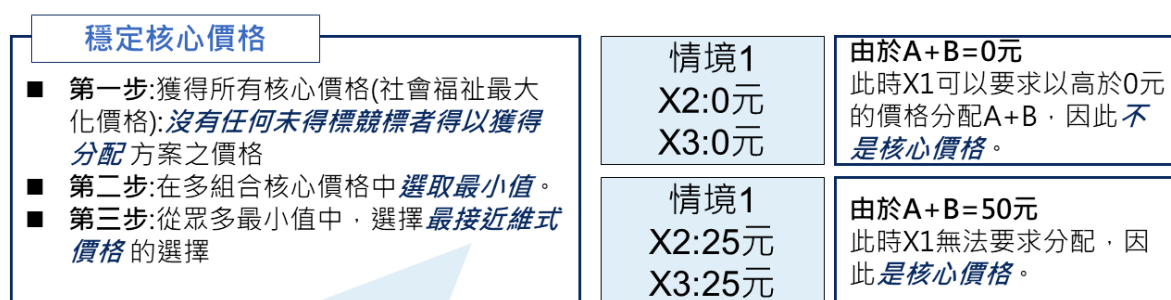 穩定核心價格
■ 第一步:獲得所有核心價格(社會福祉最大
化價格):沒有任何未得標競標者得以獲得
分配 方案之價格
■ 第二步:在多組合核心價格中選取最小值。
■ 第三步:從眾多最小值中，選擇最接近維式
價格 的選擇
情境1
X2:0元
X3:0元
由於A+B=0元
此時X1可以要求以高於0元
的價格分配A+B，因此不
是核心價格。
情境1
X2:25元
X3:25元
由於A+B=50元
此時X1無法要求分配，因
此是核心價格。